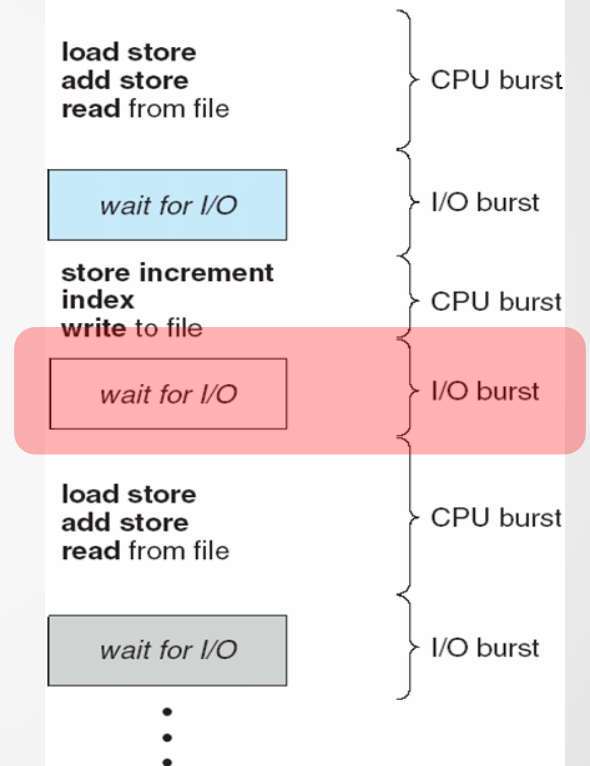 load store
add store
read from file
CPU burst
wait for I/O
I/O burst
store increment
index
write to file
CPU burst
wait for I/O
I/O burst
load store
add store
read from file
CPU burst
wait for I/O
I/O burst